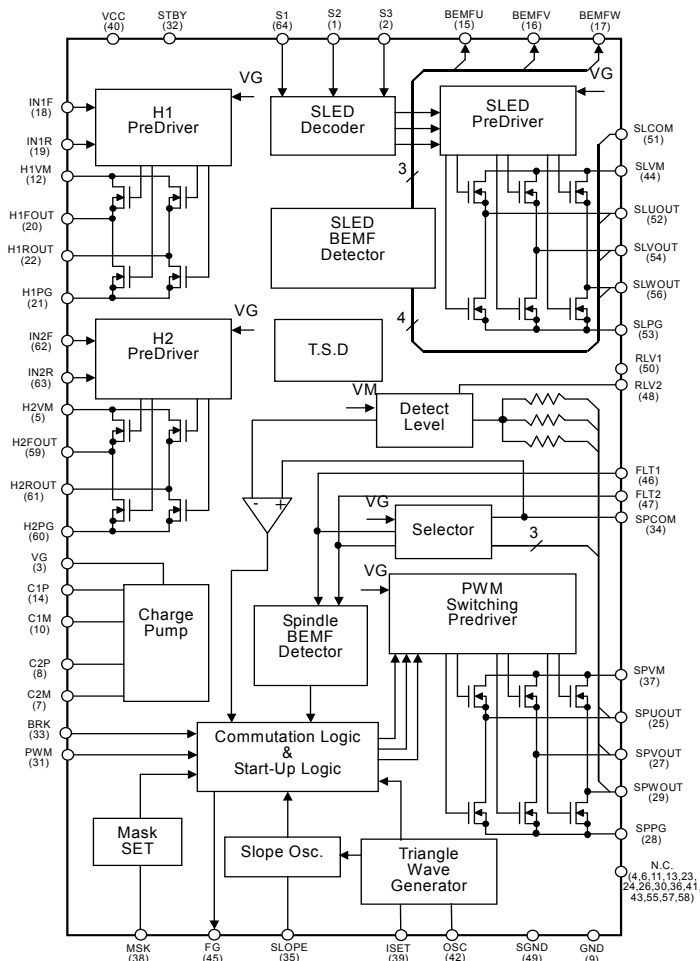 VCC
(40)
STBY
(32)
S1
(64)
S2
(1)
S3
(2)
BEMFU
(15)
BEMFV
(16)
BEMFW
(17)
IN1F
(18)
IN1R
(19)
H1VM
(12)
H1FOUT
(20)
H1ROUT
(22)
H1PG
(21)
IN2F
(62)
IN2R
(63)
H2VM
(5)
H2FOUT
(59)
H2ROUT
(61)
H2PG
(60)
VG
(3)
C1P
(14)
C1M
(10)
C2P
(8)
C2M
(7)
BRK
(33)
PWM
(31)
VG
H1
PreDriver
VG
H2
PreDriver
Charge
Pump
SLED
Decoder
VG
SLED
PreDriver
3
SLED
BEMF
Detector
4
T.S.D
VM
Detect
Level
- +
VG
Selector
3
VG
PWM
Switching
Predriver
Spindle
BEMF
Detector
Commutation Logic
&
Start-Up Logic
Mask
SET
Slope Osc.
Triangle
Wave
Generator
SLCOM
(51)
SLVM
(44)
SLUOUT
(52)
SLVOUT
(54)
SLWOUT
(56)
SLPG
(53)
RLV1
(50)
RLV2
(48)
FLT1
(46)
FLT2
(47)
SPCOM
(34)
SPVM
(37)
SPUOUT
(25)
SPVOUT
(27)
SPWOUT
(29)
SPPG
(28)
N.C.
(4,6,11,13,23,
24,26,30,36,41,
43,55,57,58)
MSK
(38)
FG
(45)
SLOPE
(35)
ISET
(39)
OSC
(42)
SGND
(49)
GND
(9)